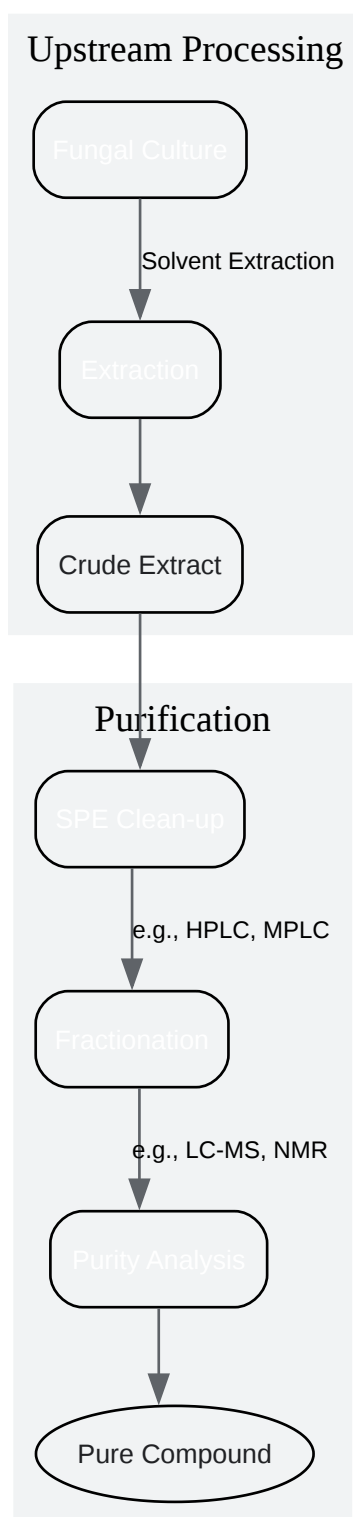 Upstream Processing
Fungal Culture
Solvent Extraction
Extraction
Crude Extract
Purification
SPE Clean-up
e.g., HPLC, MPLC
Fractionation
e.g., LC-MS, NMR
Purity Analysis
Pure Compound